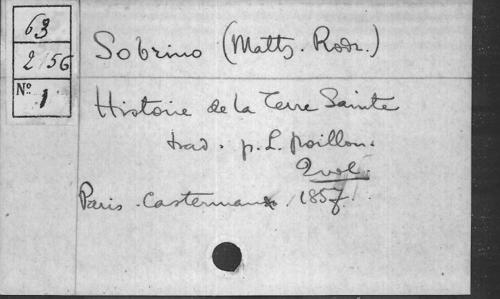 63
2/56
Nº 1
Sobrino (Matts. Rodr.)
Histoire de la Terre Sainte
trad. p. L. Poillon.
2 vol.
Paris. Casterman 1857.